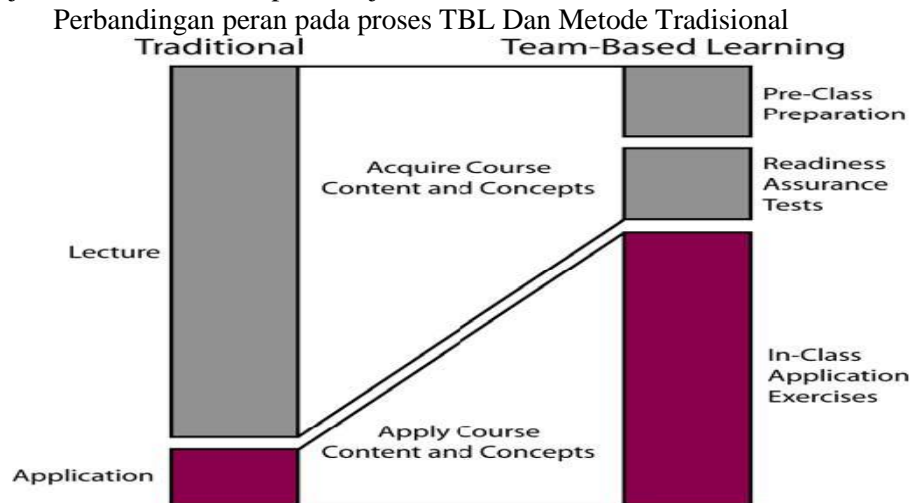 Perbandingan peran pada proses TBL Dan Metode Tradisional
Traditional
Team-Based Learning
Pre-Class
Preparation
Acquire Course
Content and Concepts
Readiness
Assurance
Tests
Lecture
In-Class
Application
Exercises
Apply Course
Content and Concepts
Application